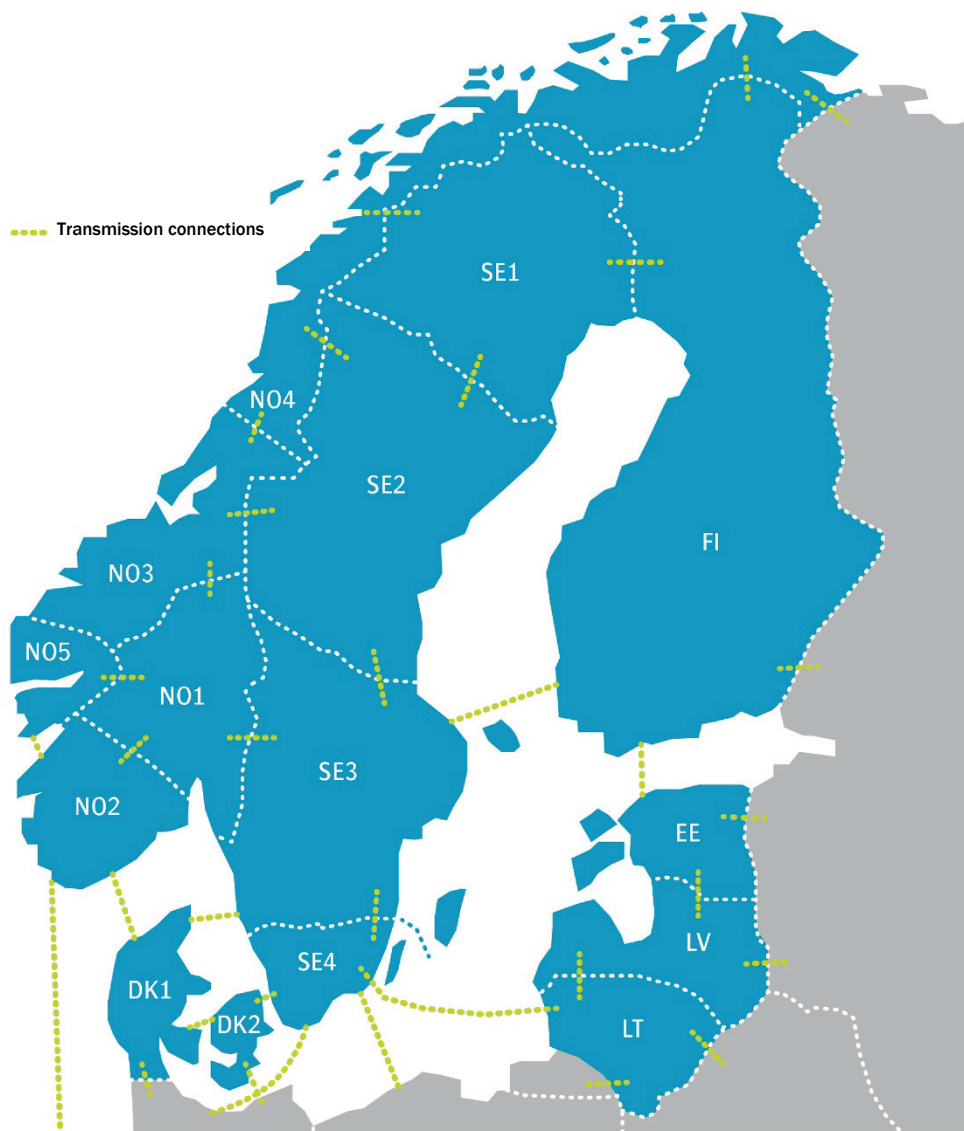 Transmission connections
SE1
NO4
SE2
FI
NO3
NO5
NO1
SE3
NO2
EE
LV
SE4
DK1
DK2
LT